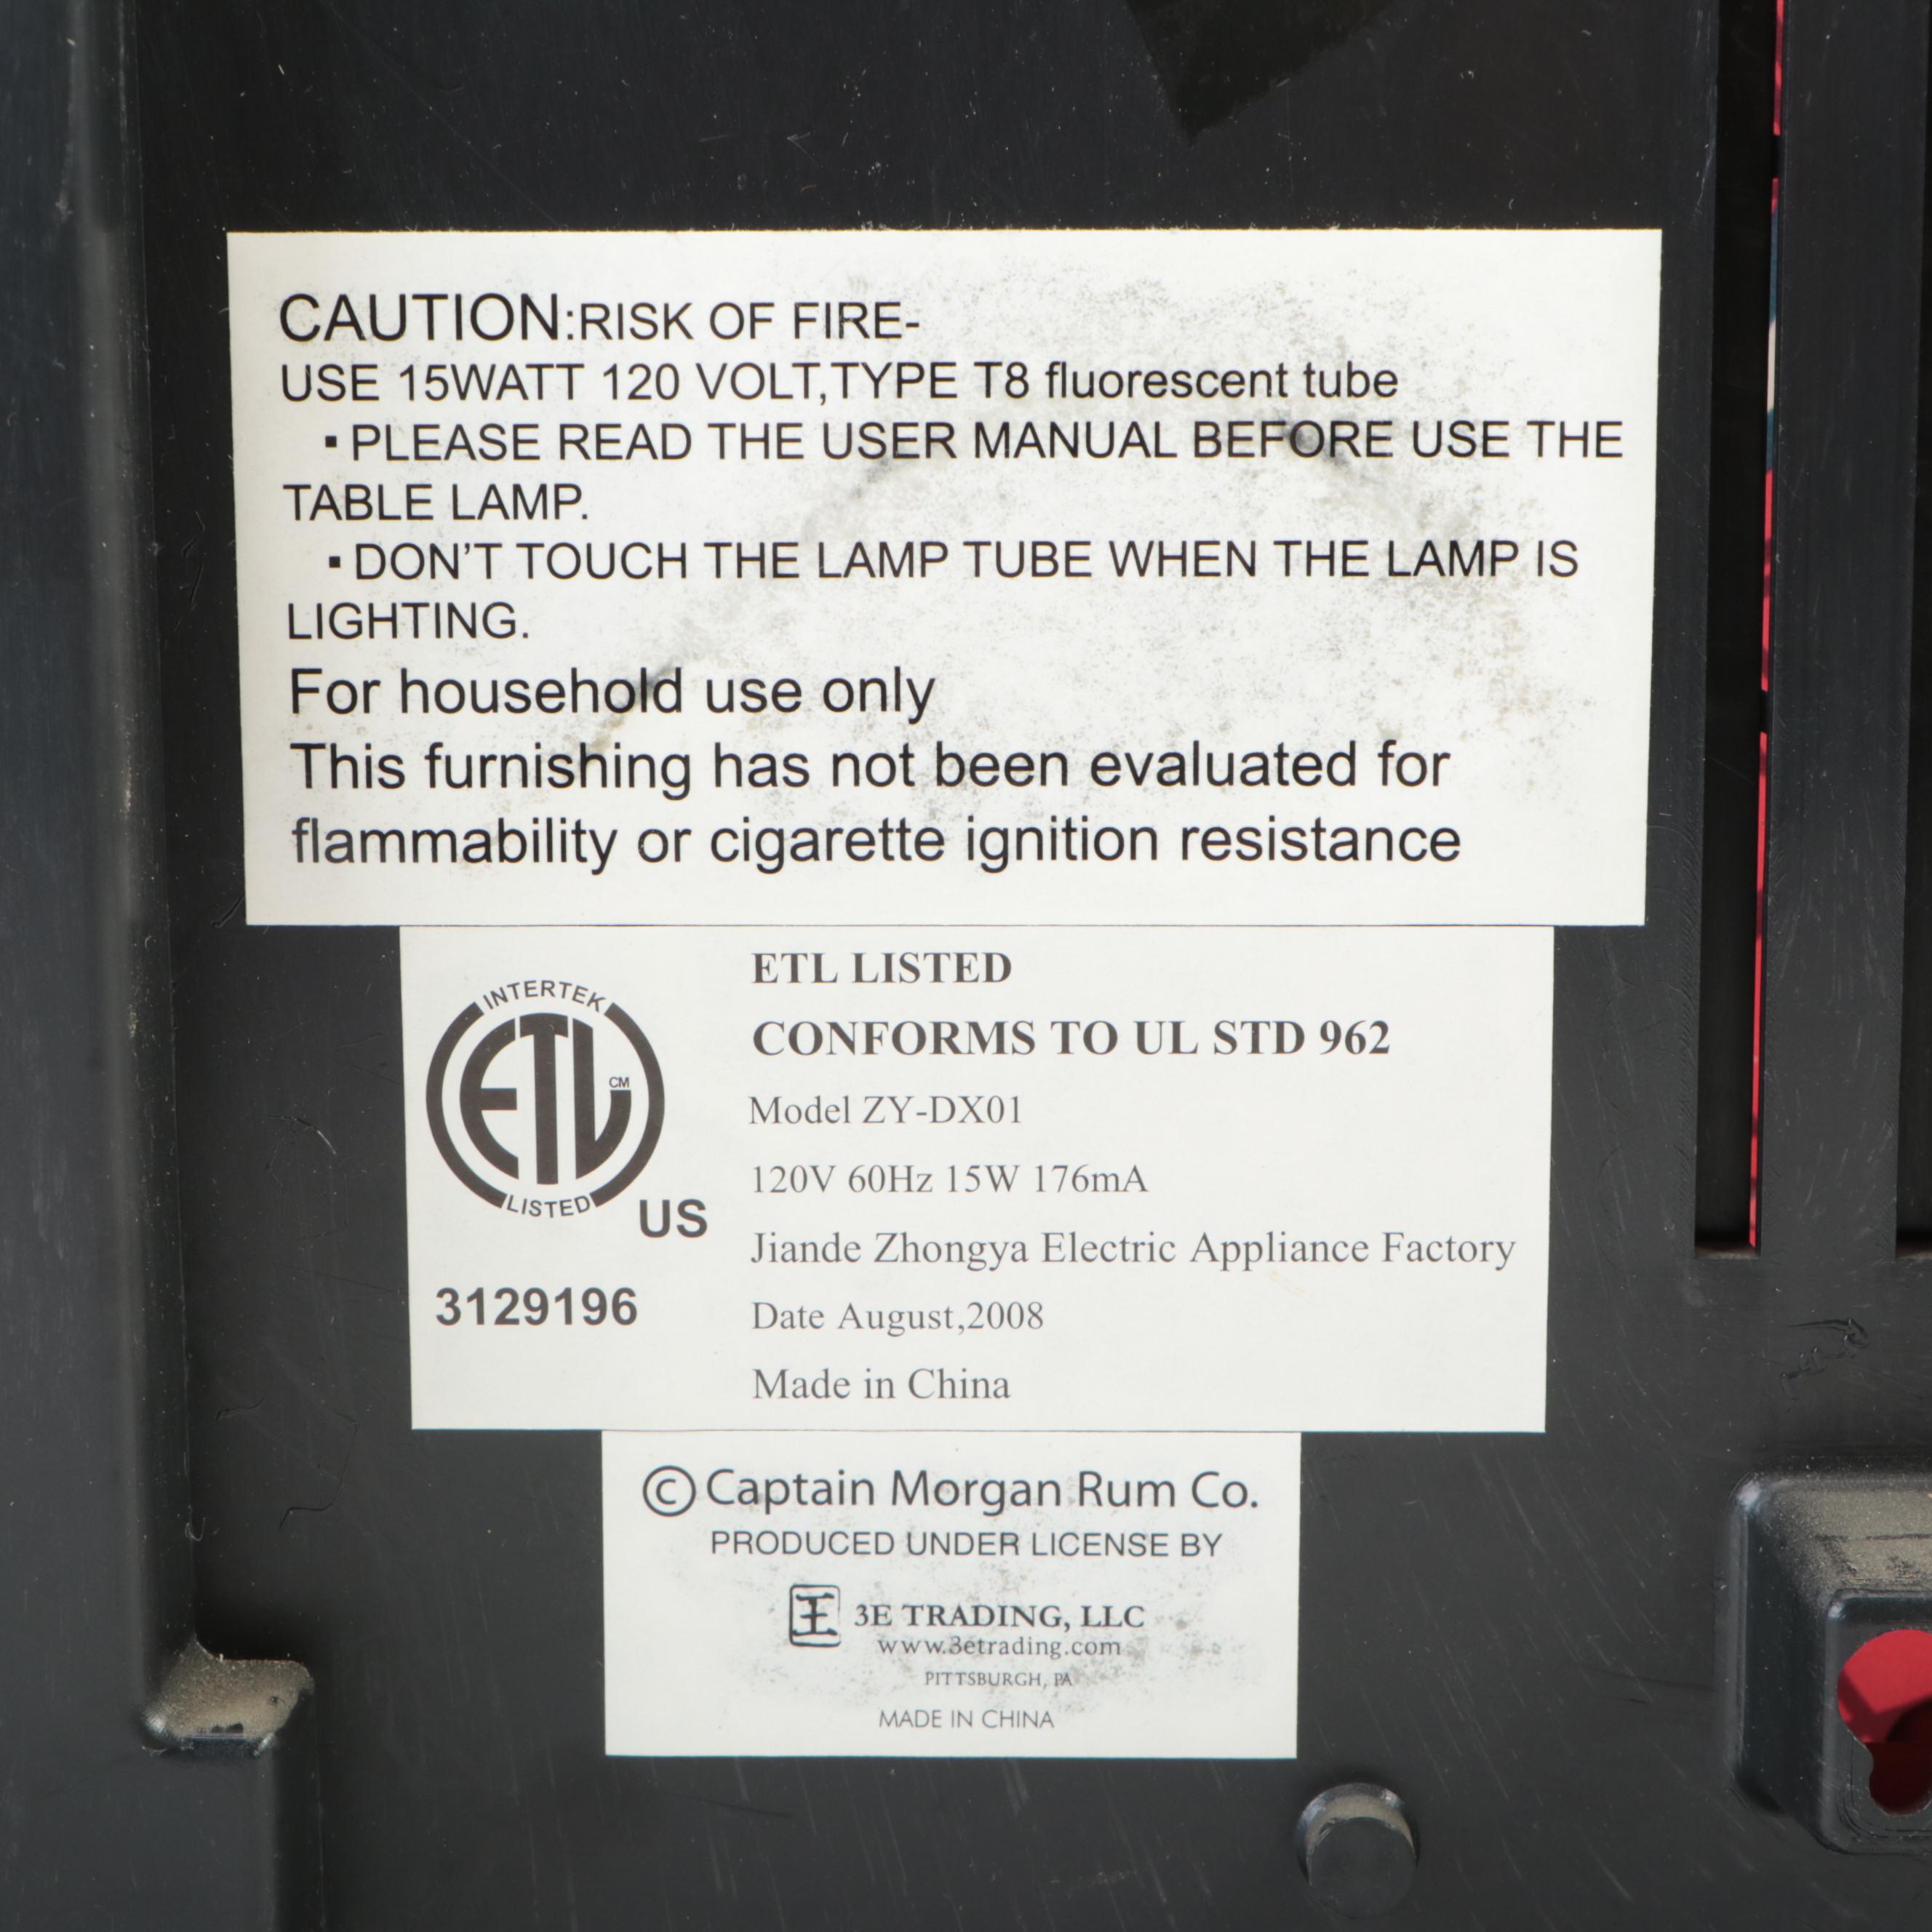 CAUTION:RISK OF FIRE-
USE 15WATT 120 VOLT,TYPE T8 fluorescent tube
▪ PLEASE READ THE USER MANUAL BEFORE USE THE
TABLE LAMP.
▪ DON'T TOUCH THE LAMP TUBE WHEN THE LAMP IS
LIGHTING.
For household use only
This furnishing has not been evaluated for
flammability or cigarette ignition resistance
INTERTEK
ETL CM
LISTED
US
3129196
ETL LISTED
CONFORMS TO UL STD 962
Model ZY-DX01
120V 60Hz 15W 176mA
Jiande Zhongya Electric Appliance Factory
Date August,2008
Made in China
© Captain Morgan Rum Co.
PRODUCED UNDER LICENSE BY
3E TRADING, LLC
www.3etrading.com
PITTSBURGH, PA
MADE IN CHINA